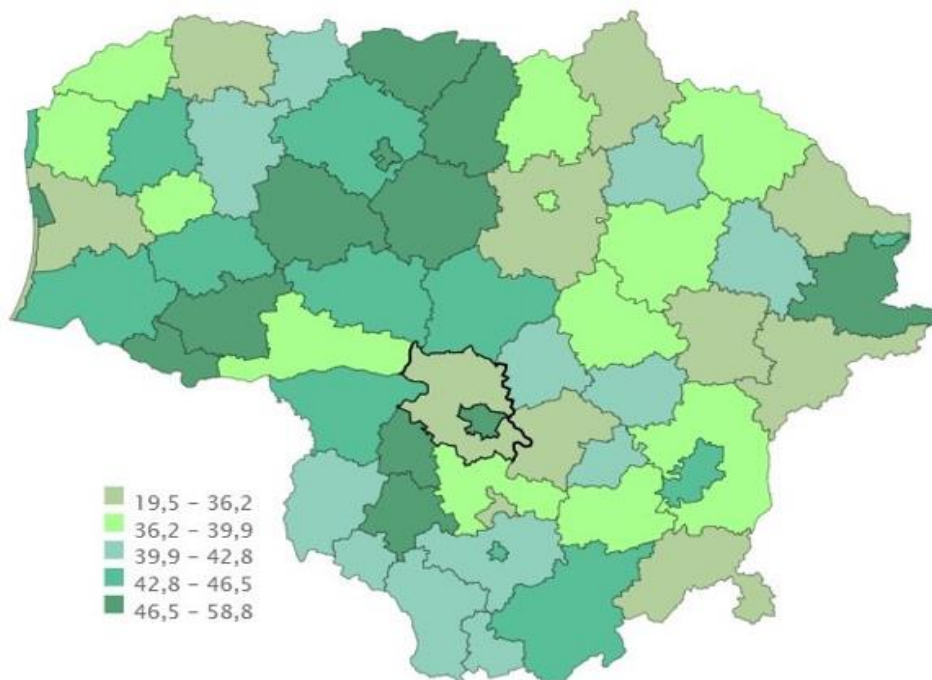 19,5 – 36,2
36,2 – 39,9
39,9 – 42,8
42,8 – 46,5
46,5 – 58,8